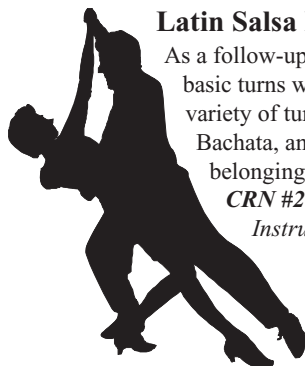 Latin Salsa
As a follow-up
basic turns w
variety of tur
Bachata, an
belonging
CRN #2
Instru